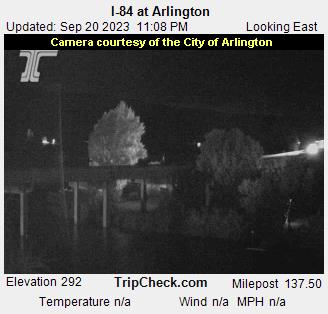 I-84 at Arlington
Updated: Sep 20 2023 11:08 PM Looking East
Camera courtesy of the City of Arlington
Elevation 292 TripCheck.com Milepost 137.50
Temperature n/a Wind n/a MPH n/a